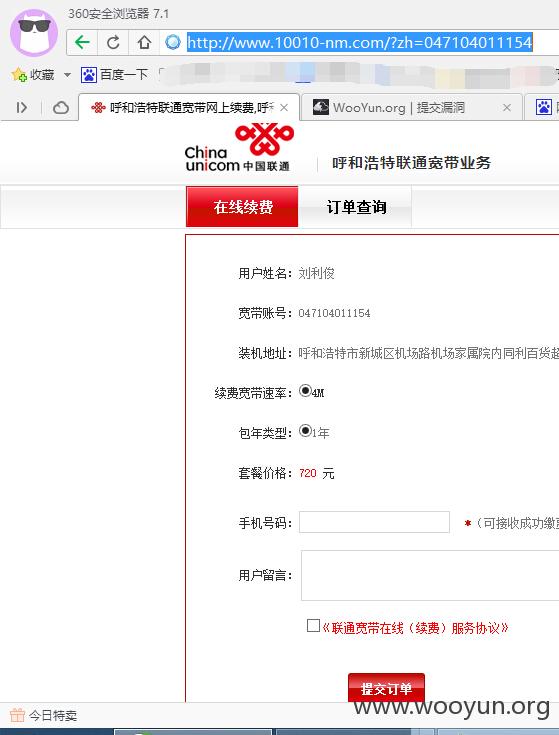 360安全浏览器 7.1
http://www.10010-nm.com/?zh=047104011154
收藏 百度一下
呼和浩特联通宽带网上续费,呼和 WooYun.org | 提交漏洞
China unicom 中国联通 呼和浩特联通宽带业务
在线续费 订单查询
用户姓名: 刘利俊
宽带账号: 047104011154
装机地址: 呼和浩特市新城区机场路机场家属院内同利百货超
续费宽带速率: 4M
包年类型: 1年
套餐价格: 720 元
手机号码: *(可接收成功缴费
用户留言:
《联通宽带在线(续费)服务协议》
提交订单
www.wooyun.org
今日特卖